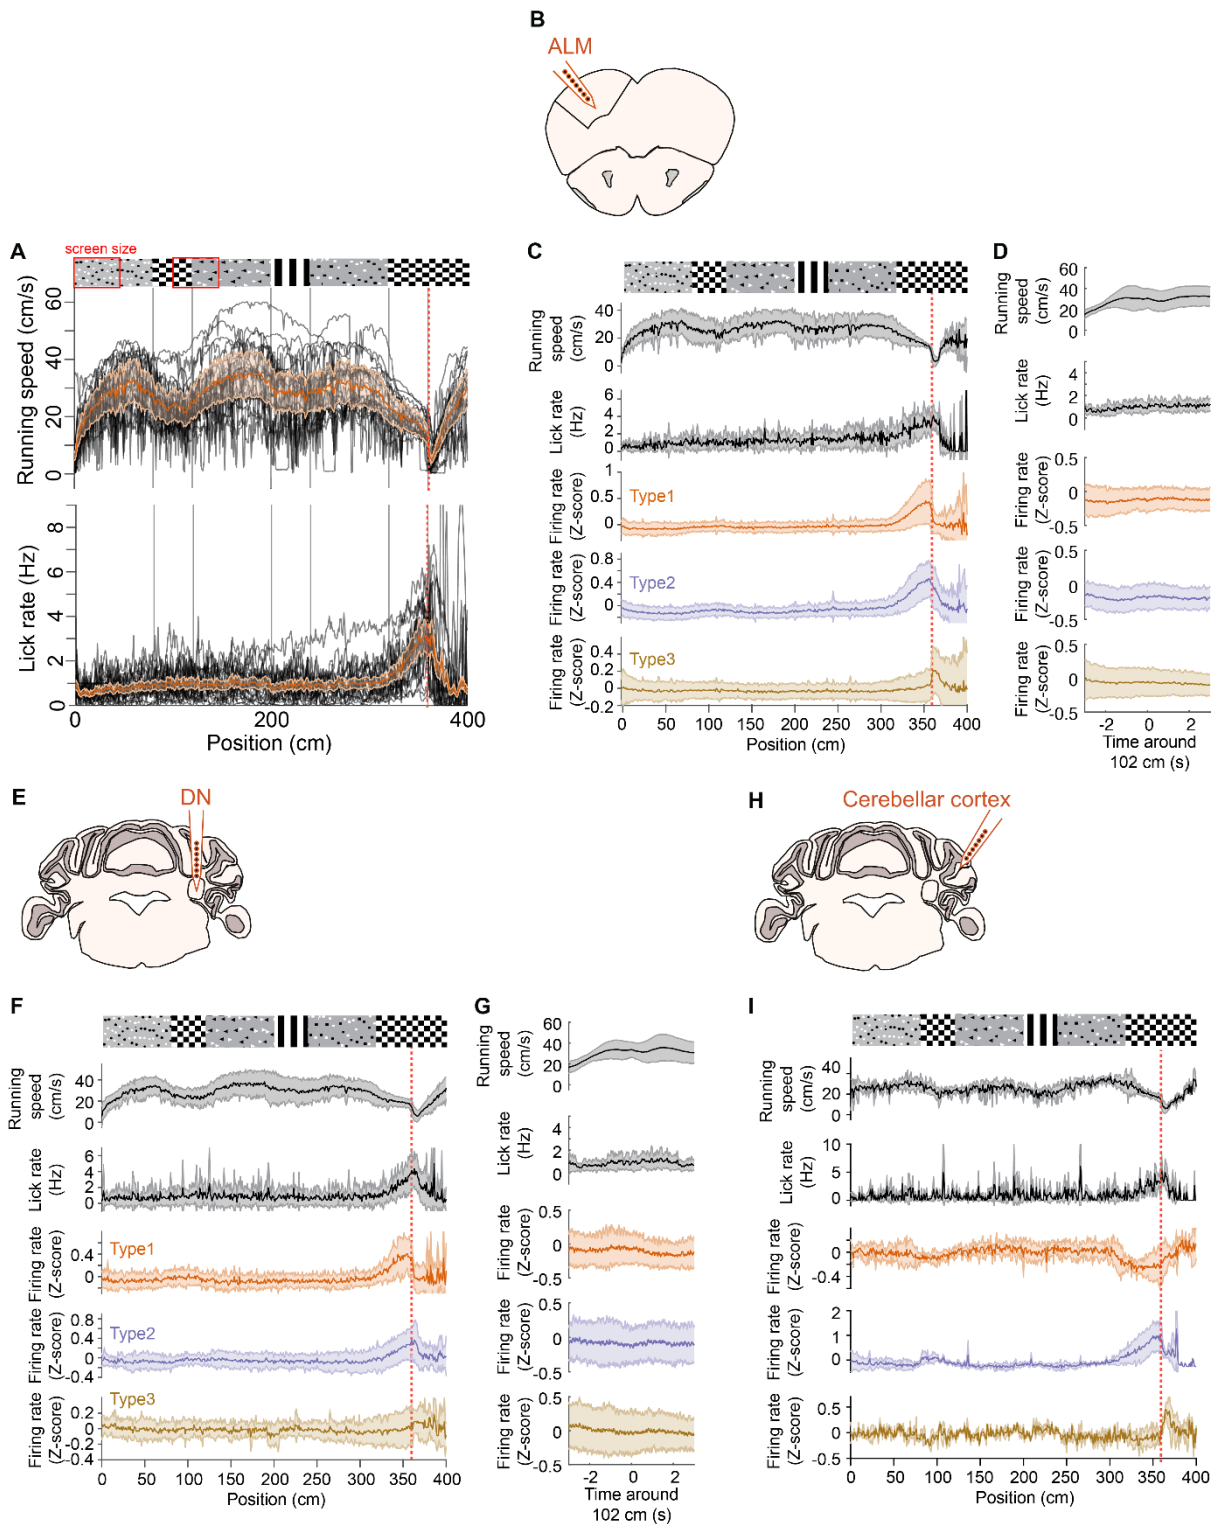 B
ALM
A
screen size
Running speed (cm/s)
60
40
20
0
Lick rate (Hz)
8
6
4
2
0
0
200
400
Position (cm)
C
Running
speed
(cm/s)
40
20
0
Lick rate
(Hz)
6
4
2
0
Firing rate
(Z-score)
1
0.5
0
Type1
Firing rate
(Z-score)
0.8
0.4
0
Type2
Firing rate
(Z-score)
0.4
0.2
0
-0.2
Type3
0 50 100 150 200 250 300 350 400
Position (cm)
D
Running
speed
(cm/s)
60
40
20
0
Lick rate
(Hz)
4
2
0
Firing rate
(Z-score)
0.5
0
-0.5
Firing rate
(Z-score)
0.5
0
-0.5
Firing rate
(Z-score)
0.5
0
-0.5
-2 0 2
Time around
102 cm (s)
E
DN
H
Cerebellar cortex
F
Running
speed
(cm/s)
40
20
0
Lick rate
(Hz)
6
4
2
0
Firing rate
(Z-score)
0.4
0
Type1
Firing rate
(Z-score)
0.8
0.4
0
-0.4
Type2
Firing rate
(Z-score)
0.2
0
-0.2
-0.4
Type3
0 50 100 150 200 250 300 350 400
Position (cm)
G
Running
speed
(cm/s)
60
40
20
0
Lick rate
(Hz)
4
2
0
Firing rate
(Z-score)
0.5
0
-0.5
Firing rate
(Z-score)
0.5
0
-0.5
Firing rate
(Z-score)
0.5
0
-0.5
-2 0 2
Time around
102 cm (s)
I
Running
speed
(cm/s)
40
20
0
Lick rate
(Hz)
10
5
0
Firing rate
(Z-score)
0
-0.4
Firing rate
(Z-score)
2
1
0
Firing rate
(Z-score)
0.5
0
-0.5
0 50 100 150 200 250 300 350 400
Position (cm)